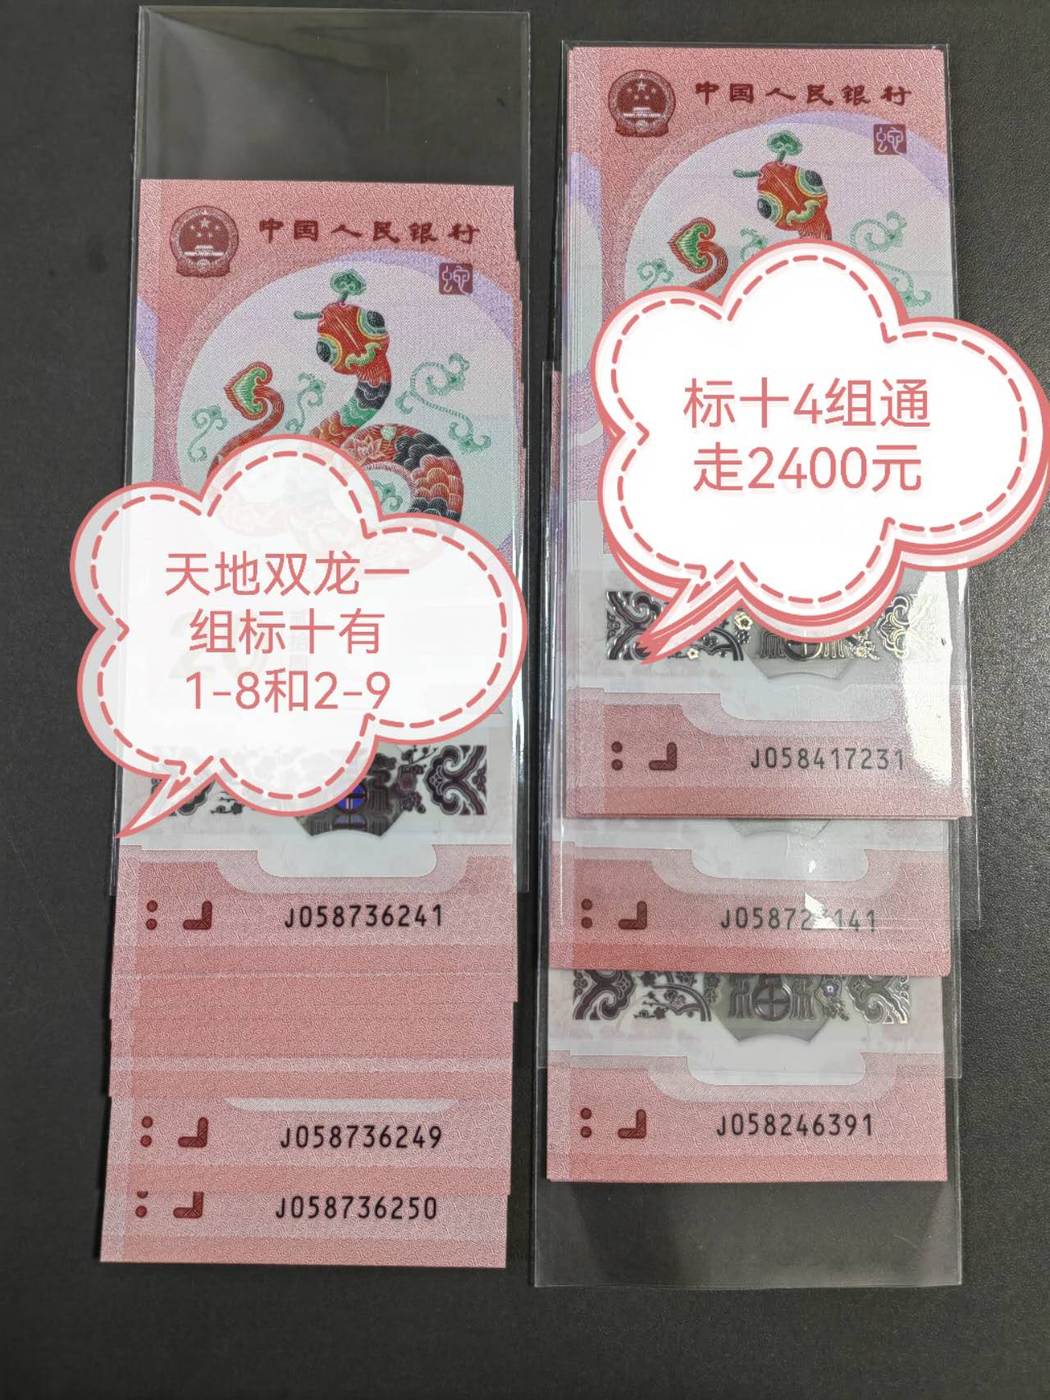 中国人民银行
天地双龙一
组标十有
1-8和2-9
J058736241
J058736249
J058736250
中国人民银行
标十4组通
走2400元
J058417231
J058246391